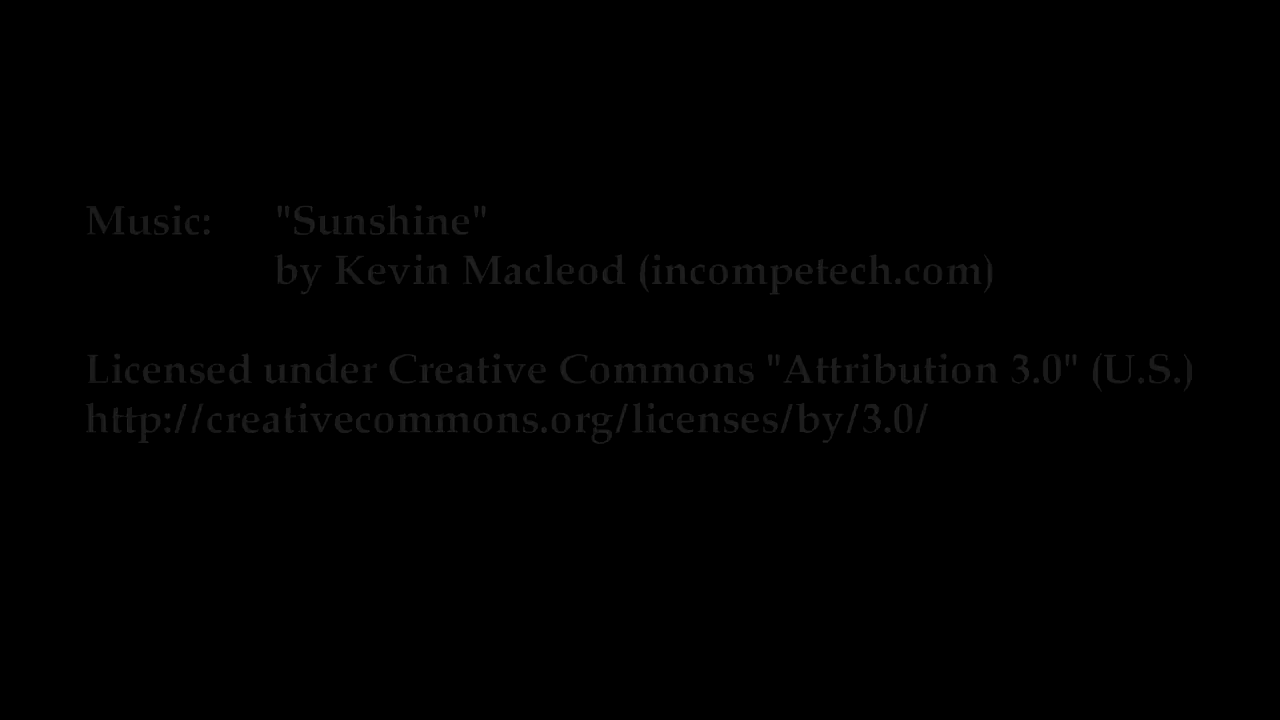 Music: "Sunshine"
by Kevin Macleod (incompetech.com)
Licensed under Creative Commons "Attribution 3.0" (U.S.)
http://creativecommons.org/licenses/by/3.0/